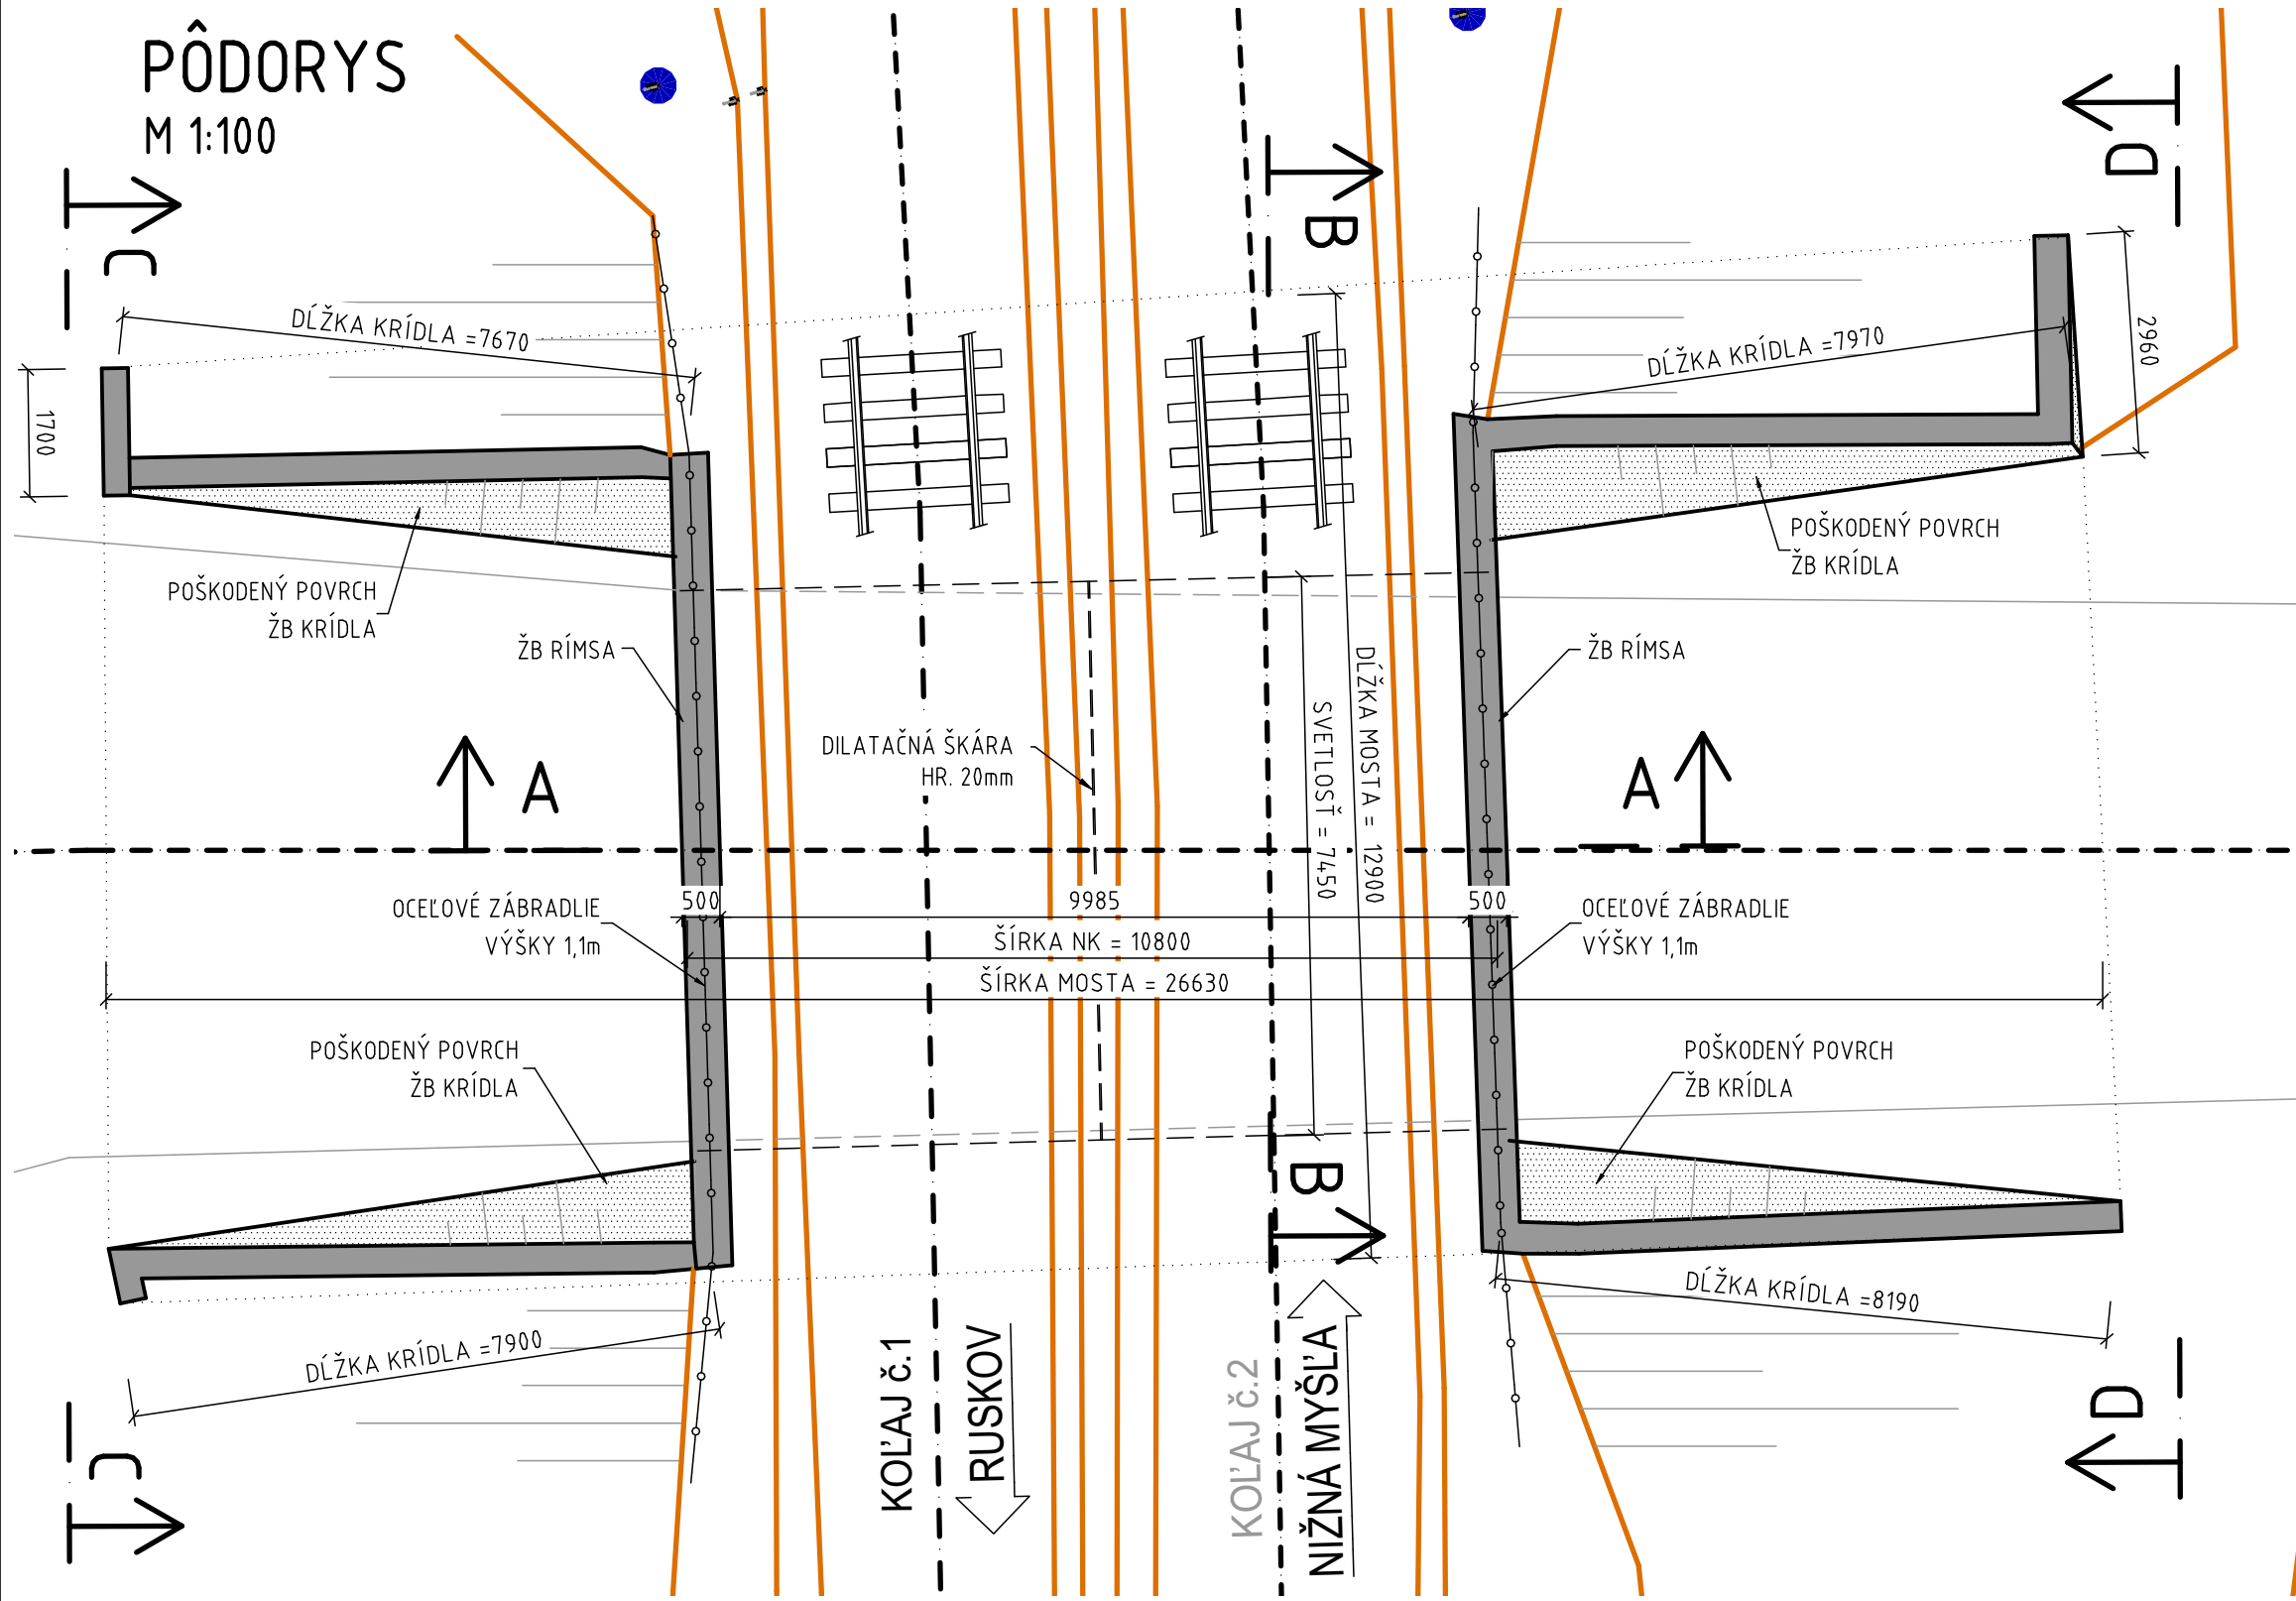 PÔDORYS
M 1:100
C
B
D
DĹŽKA KRÍDLA =7670
DĹŽKA KRÍDLA =7970
2960
1700
POŠKODENÝ POVRCH
ŽB KRÍDLA
POŠKODENÝ POVRCH
ŽB KRÍDLA
ŽB RÍMSA
ŽB RÍMSA
DILATAČNÁ ŠKÁRA
HR. 20mm
SVETLOSŤ = 7450
DĹŽKA MOSTA = 12900
A
A
500
9985
500
OCEĽOVÉ ZÁBRADLIE
VÝŠKY 1,1m
ŠÍRKA NK = 10800
ŠÍRKA MOSTA = 26630
OCEĽOVÉ ZÁBRADLIE
VÝŠKY 1,1m
POŠKODENÝ POVRCH
ŽB KRÍDLA
POŠKODENÝ POVRCH
ŽB KRÍDLA
B
DĹŽKA KRÍDLA =7900
DĹŽKA KRÍDLA =8190
KOĽAJ č.1
RUSKOV
KOĽAJ č.2
NIŽNÁ MYŠĽA
C
D